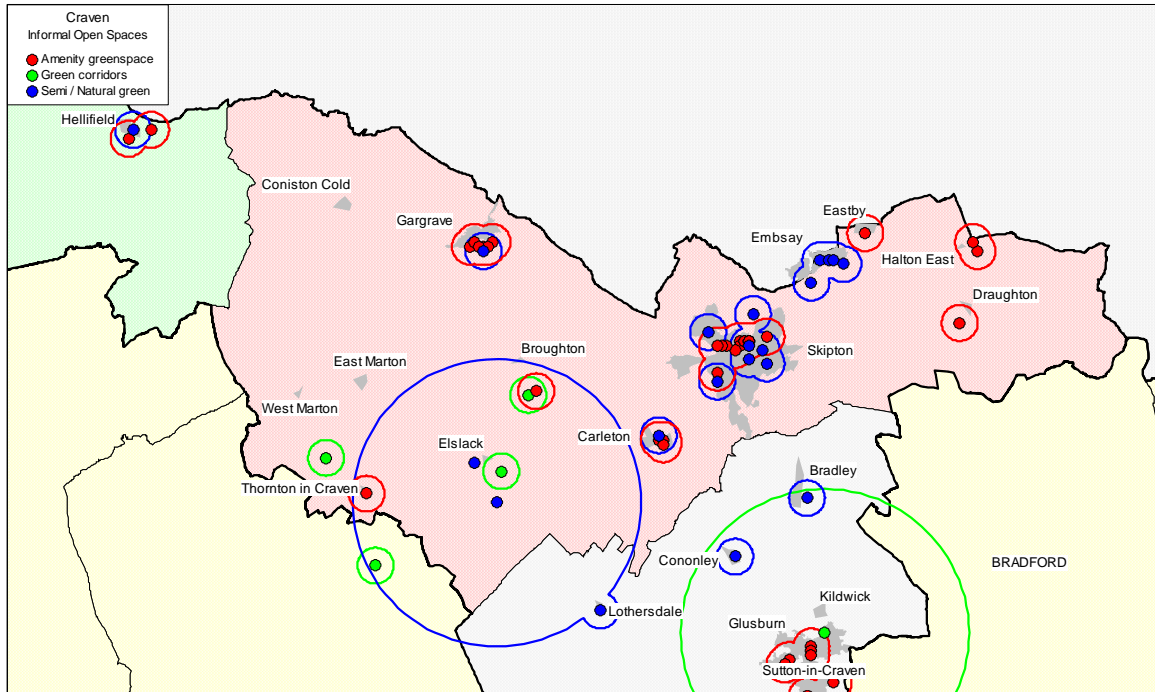 Craven
Informal Open Spaces
Amenity greenspace
Green corridors
Semi / Natural green
Hellifield
Coniston Cold
Gargrave
Eastby
Embsay
Halton East
Draughton
Skipton
Broughton
East Marton
West Marton
Elslack
Carleton
Bradley
Thornton in Craven
Cononley
BRADFORD
Kildwick
Lothersdale
Glusburn
Sutton-in-Craven